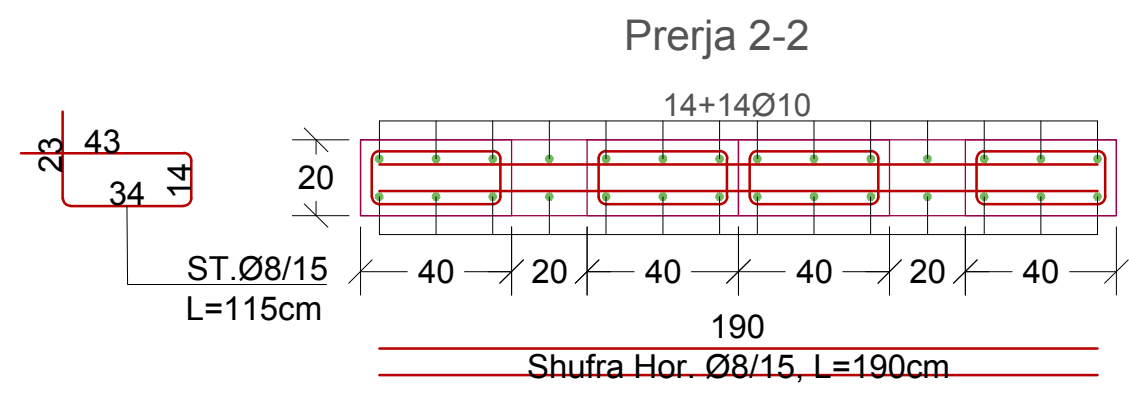 Prerja 2-2
14+14Ø10
23
43
34
14
20
ST.Ø8/15
L=115cm
40 20 40 40 20 40
190
Shufra Hor. Ø8/15, L=190cm